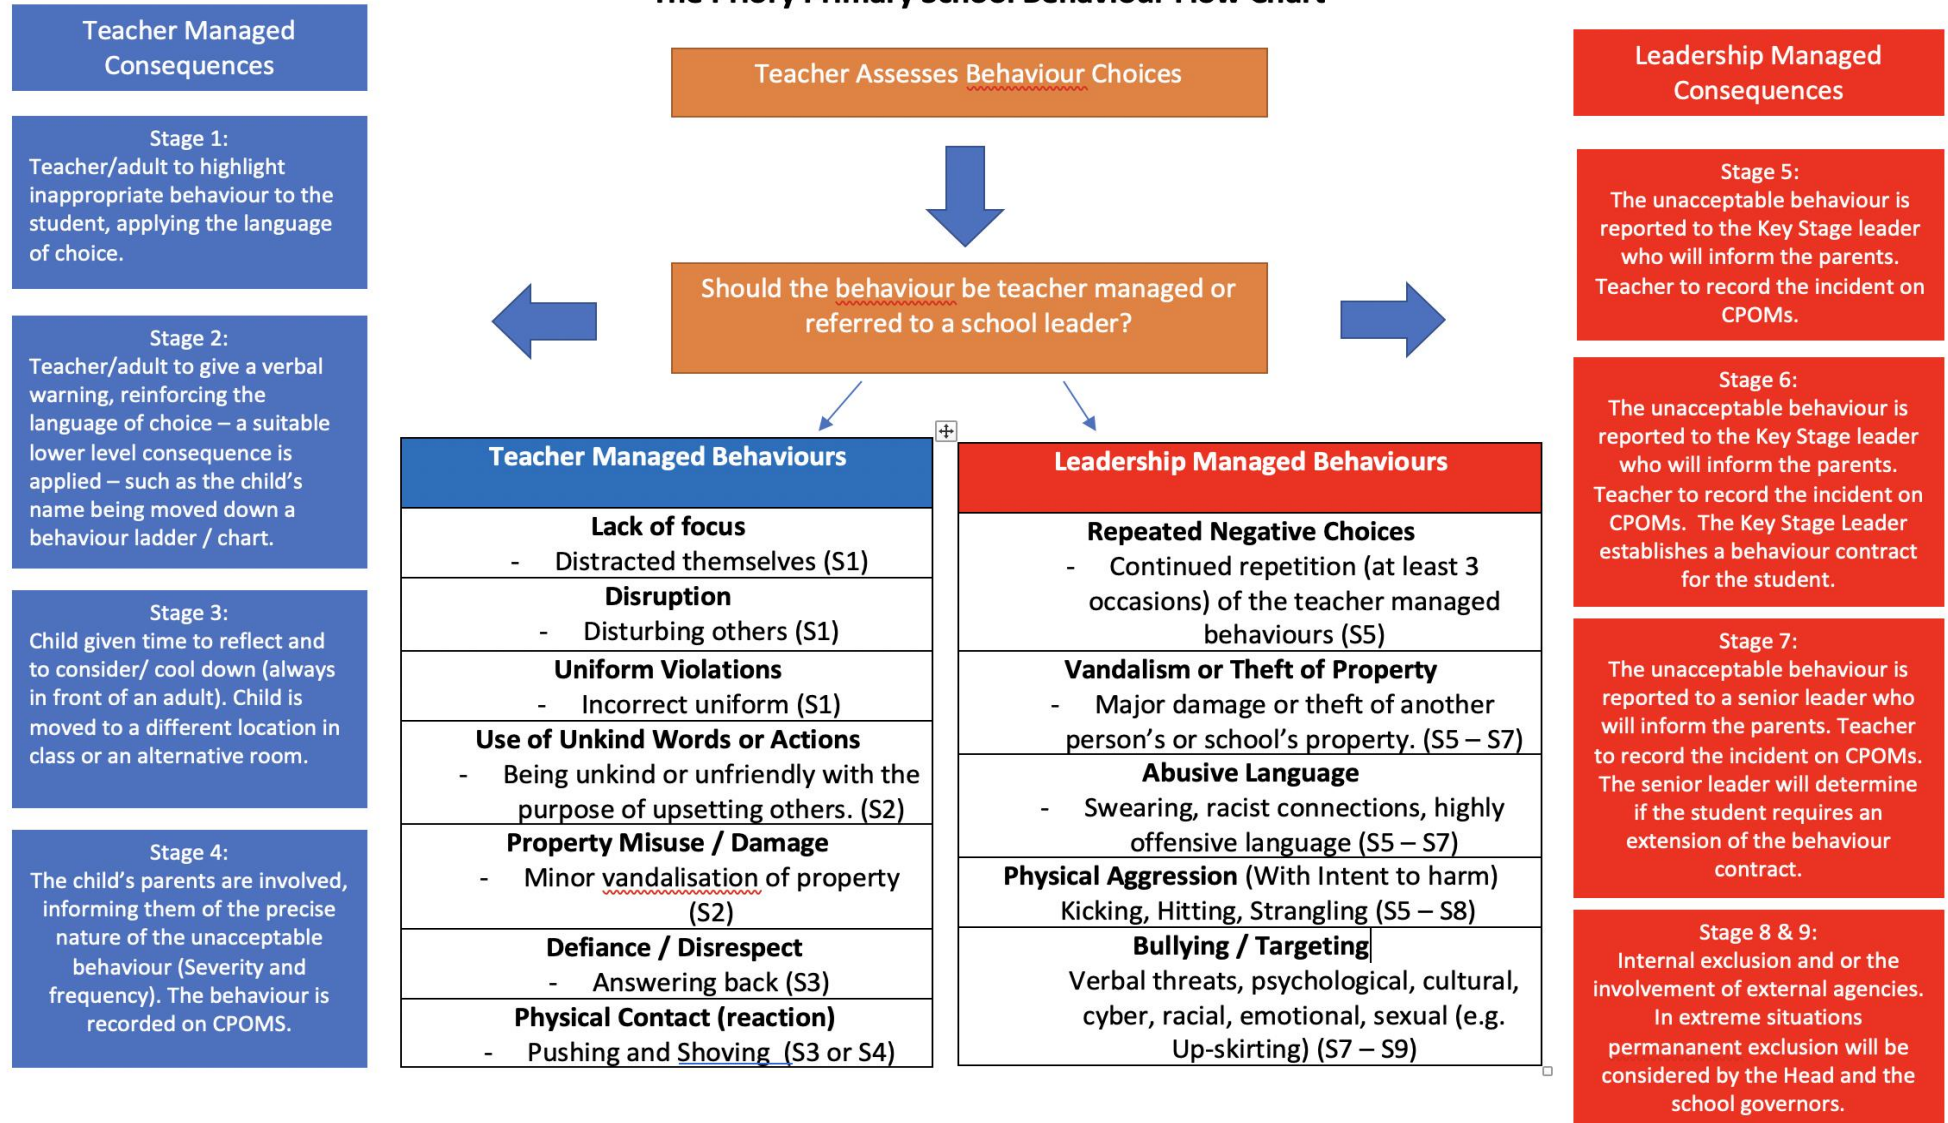 The Priory Primary School Behaviour Flow Chart
Teacher Managed
Consequences
Stage 1:
Teacher/adult to highlight
inappropriate behaviour to the
student, applying the language
of choice.
Stage 2:
Teacher/adult to give a verbal
warning, reinforcing the
language of choice – a suitable
lower level consequence is
applied – such as the child's
name being moved down a
behaviour ladder / chart.
Stage 3:
Child given time to reflect and
to consider/ cool down (always
in front of an adult). Child is
moved to a different location in
class or an alternative room.
Stage 4:
The child's parents are involved,
informing them of the precise
nature of the unacceptable
behaviour (Severity and
frequency). The behaviour is
recorded on CPOMS.
Teacher Assesses Behaviour Choices
Should the behaviour be teacher managed or
referred to a school leader?
Teacher Managed Behaviours
Lack of focus
- Distracted themselves (S1)
Disruption
- Disturbing others (S1)
Uniform Violations
- Incorrect uniform (S1)
Use of Unkind Words or Actions
- Being unkind or unfriendly with the
purpose of upsetting others. (S2)
Property Misuse / Damage
- Minor vandalisation of property
(S2)
Defiance / Disrespect
- Answering back (S3)
Physical Contact (reaction)
- Pushing and Shoving (S3 or S4)
Leadership Managed Behaviours
Repeated Negative Choices
- Continued repetition (at least 3
occasions) of the teacher managed
behaviours (S5)
Vandalism or Theft of Property
- Major damage or theft of another
person's or school's property. (S5 – S7)
Abusive Language
- Swearing, racist connections, highly
offensive language (S5 – S7)
Physical Aggression (With Intent to harm)
Kicking, Hitting, Strangling (S5 – S8)
Bullying / Targeting
Verbal threats, psychological, cultural,
cyber, racial, emotional, sexual (e.g.
Up-skirting) (S7 – S9)
Leadership Managed
Consequences
Stage 5:
The unacceptable behaviour is
reported to the Key Stage leader
who will inform the parents.
Teacher to record the incident on
CPOMs.
Stage 6:
The unacceptable behaviour is
reported to the Key Stage leader
who will inform the parents.
Teacher to record the incident on
CPOMs. The Key Stage Leader
establishes a behaviour contract
for the student.
Stage 7:
The unacceptable behaviour is
reported to a senior leader who
will inform the parents. Teacher
to record the incident on CPOMs.
The senior leader will determine
if the student requires an
extension of the behaviour
contract.
Stage 8 & 9:
Internal exclusion and or the
involvement of external agencies.
In extreme situations
permananent exclusion will be
considered by the Head and the
school governors.